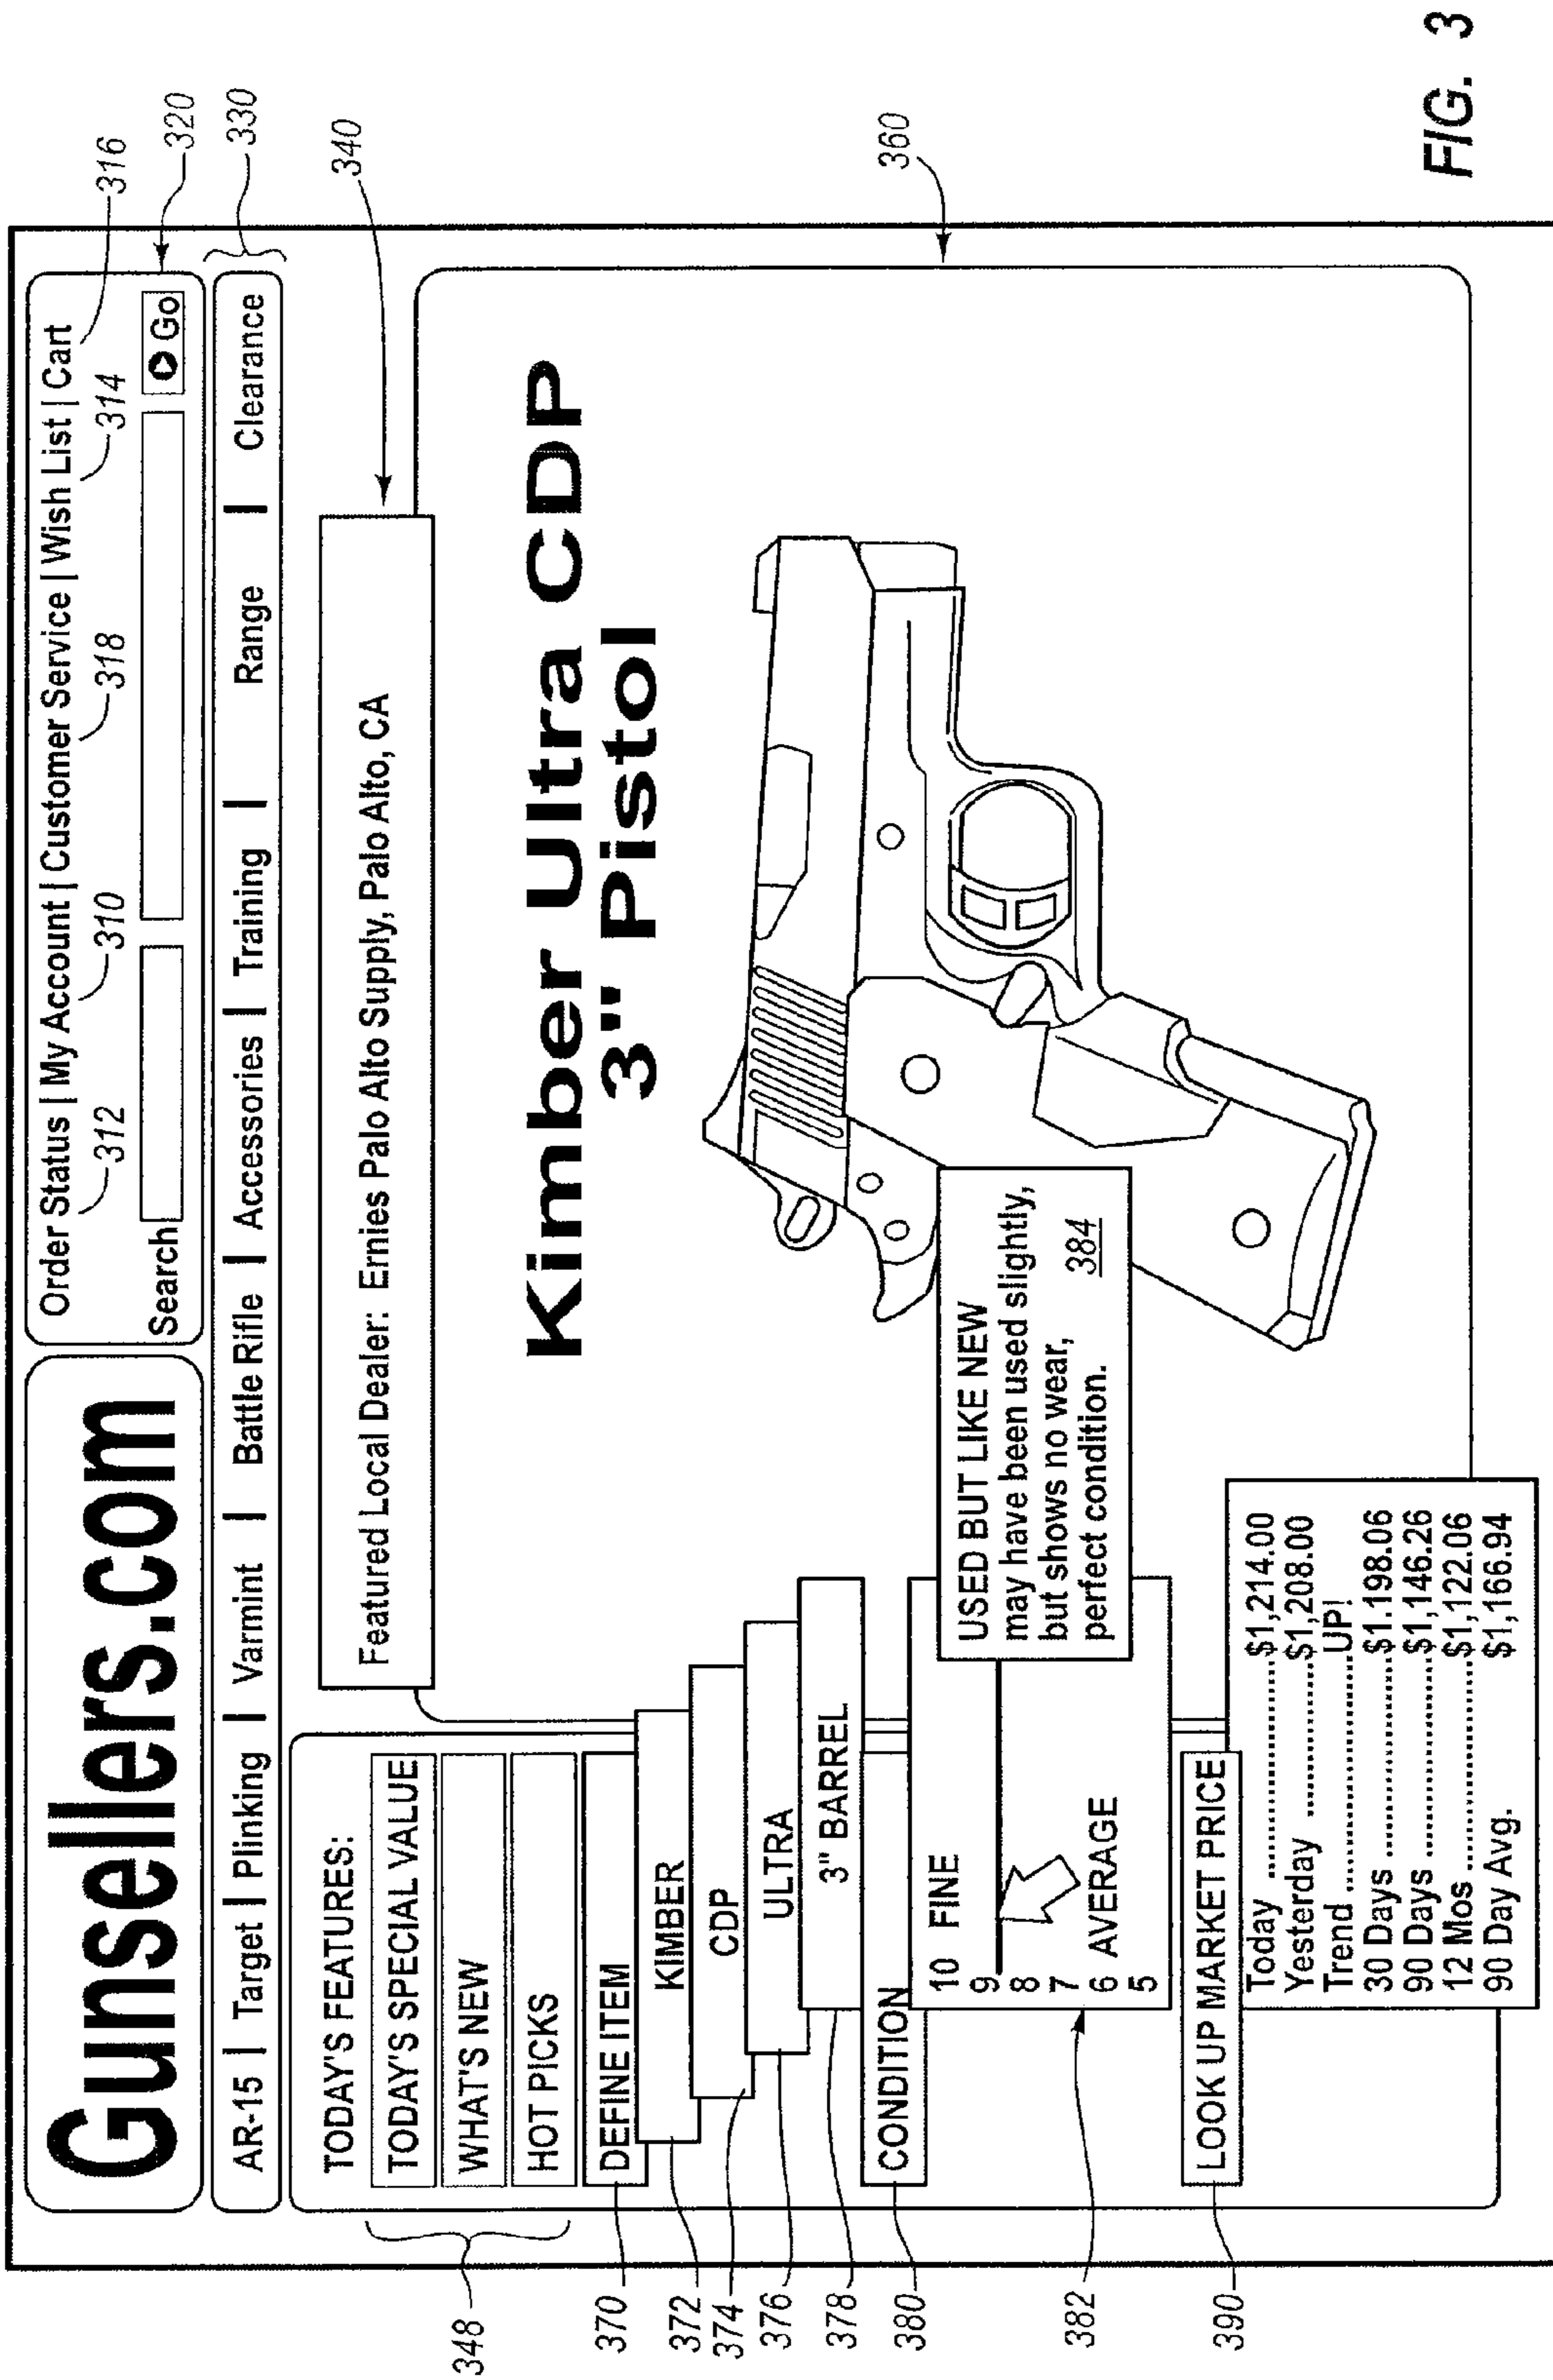 Gunsellers.com
Order Status | My Account | Customer Service | Wish List | Cart
312
310
318
314
316
Search
Go
320
AR-15 | Target | Plinking | Varmint | Battle Rifle | Accessories | Training | Range | Clearance
330
TODAY'S FEATURES:
TODAY'S SPECIAL VALUE
WHAT'S NEW
HOT PICKS
348
Featured Local Dealer: Ernies Palo Alto Supply, Palo Alto, CA
340
Kimber Ultra CDP
3" Pistol
360
370
DEFINE ITEM
372
KIMBER
374
CDP
376
ULTRA
378
3" BARREL
380
CONDITION
382
10 FINE
9
8
7
6 AVERAGE
5
USED BUT LIKE NEW
may have been used slightly,
but shows no wear,
perfect condition.
384
390
LOOK UP MARKET PRICE
Today ..................$1,214.00
Yesterday .............$1,208.00
Trend ....................UP!
30 Days ................$1.198.06
90 Days ................$1,146.26
12 Mos ..................$1,122.06
90 Day Avg. $1,166.94
FIG. 3